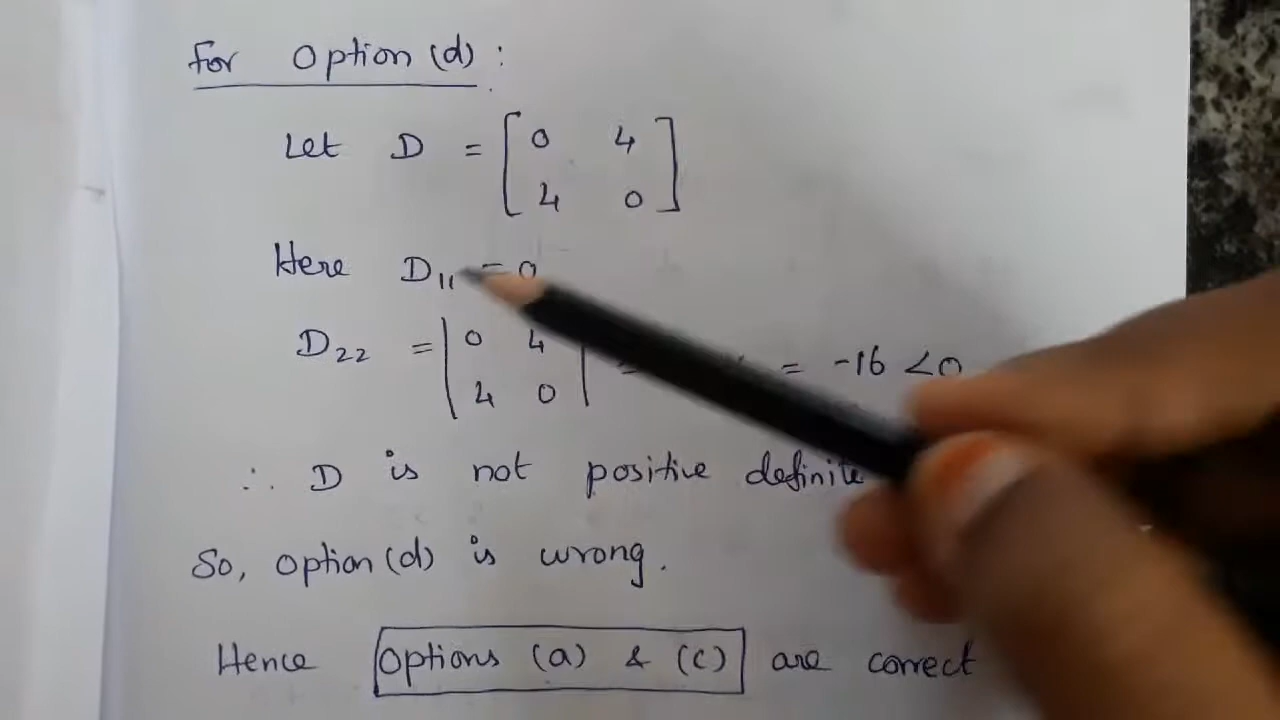 For Option (d) :
Let D = [ 0 4
4 0 ]
Here D₁₁ = 0
D₂₂ = | 0 4 | = = -16 <0
4 0
∴ D is not positive definite
So, option (d) is wrong.
Hence Options (a) & (c) are correct